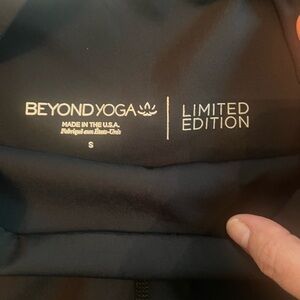 BEYOND YOGA
MADE IN THE U.S.A.
Fabriqué aux États-Unis
S
LIMITED
EDITION